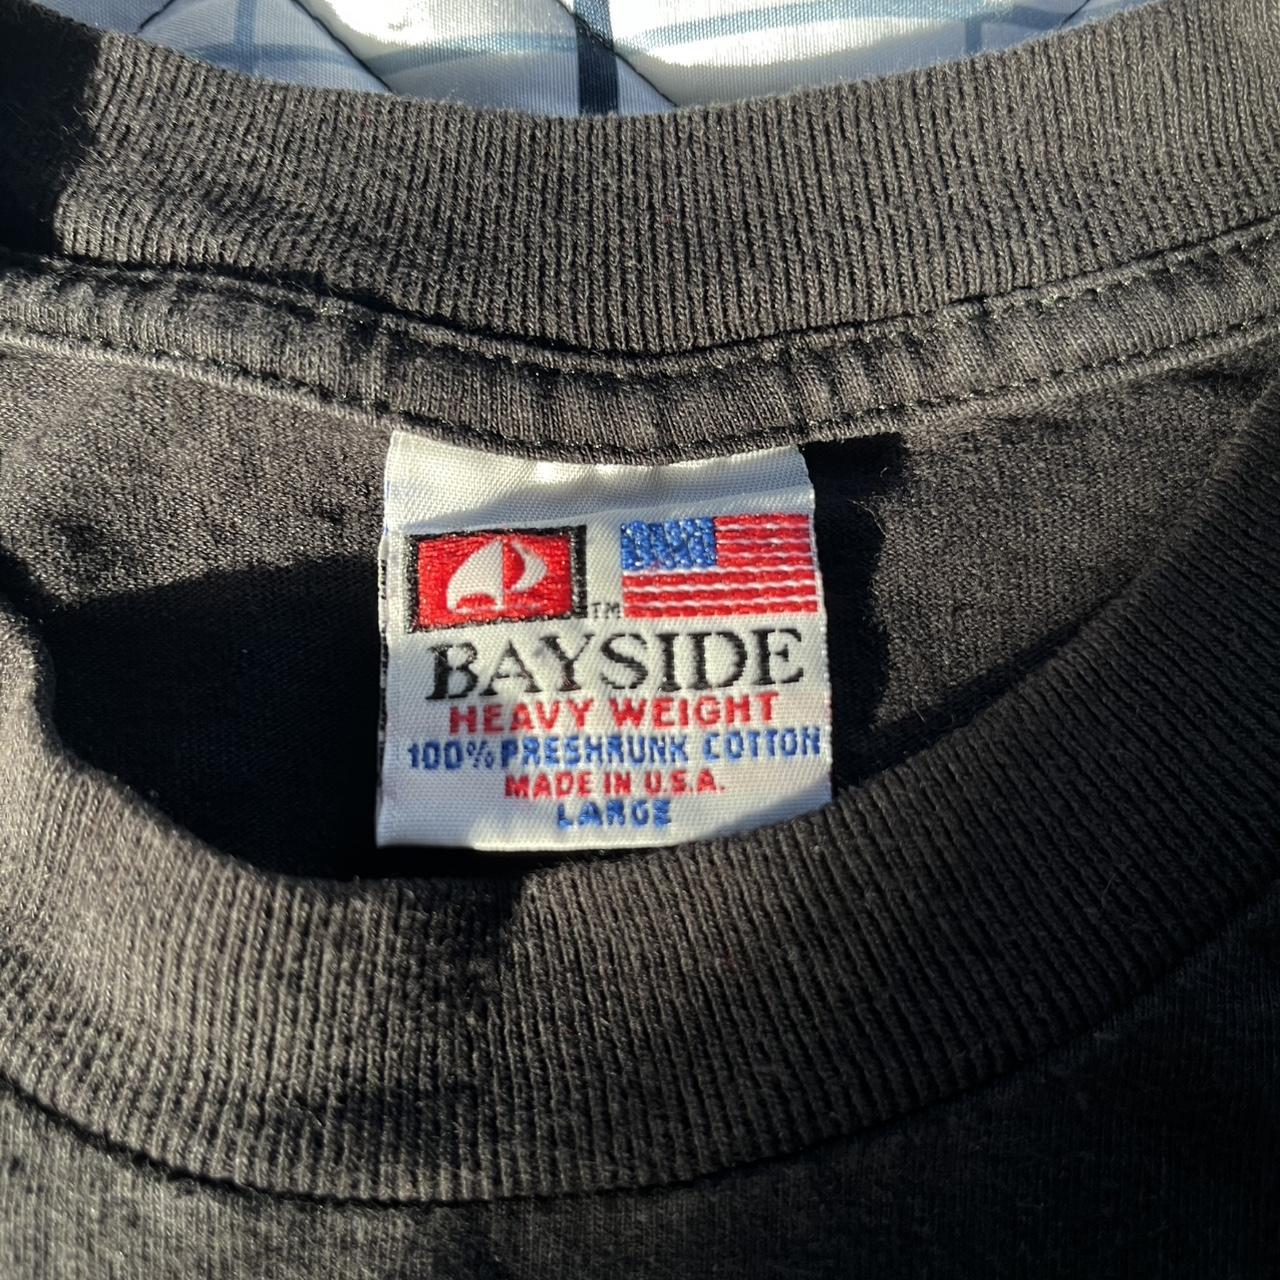 TM
BAYSIDE
HEAVY WEIGHT
100% PRESHRUNK COTTON
MADE IN U.S.A.
LARGE